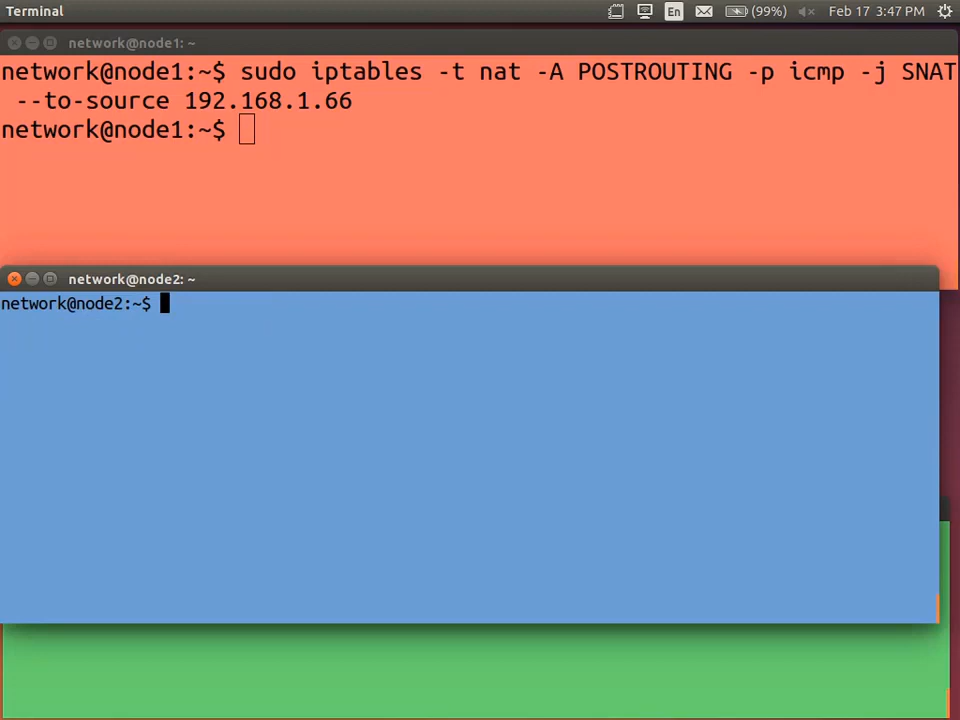 Terminal En (99%) Feb 17 3:47 PM
network@node1: ~
network@node1:~$ sudo iptables -t nat -A POSTROUTING -p icmp -j SNAT
--to-source 192.168.1.66
network@node1:~$
network@node2: ~
network@node2:~$